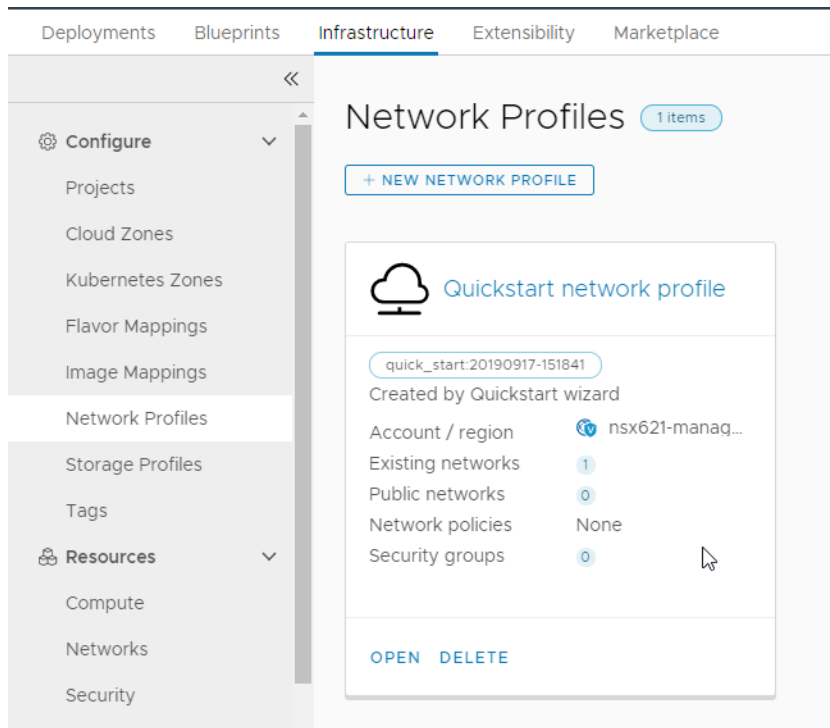 Deployments Blueprints Infrastructure Extensibility Marketplace
Configure
Projects
Cloud Zones
Kubernetes Zones
Flavor Mappings
Image Mappings
Network Profiles
Storage Profiles
Tags
Resources
Compute
Networks
Security
Network Profiles 1 items
+ NEW NETWORK PROFILE
Quickstart network profile
quick_start:20190917-151841
Created by Quickstart wizard
Account / region nsx621-manag...
Existing networks 1
Public networks 0
Network policies None
Security groups 0
OPEN DELETE